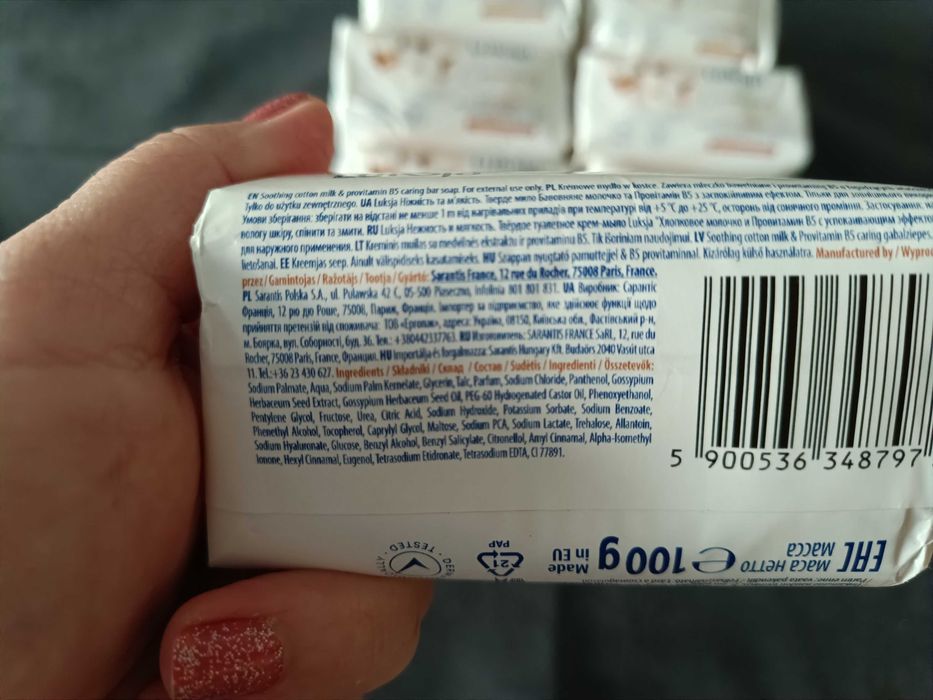 EN Soothing cotton milk & provitamin B5 caring bar soap. For external use only. PL Kremowe mydło w kostce. Zawiera mleczko bawełniane i prowitaminę B5
Tylko do użytku zewnętrznego. UA Luksja Ніжність та м'якість. Тверде мило Бавовняне молочко та Провітамін B5 з заспокійливим ефектом. Тільки для зовнішнього
Умови зберігання: зберігати на відстані не менше 1 m від нагрівальних приладів при температурі від +5°C до +25°C, осторонь від сонячного проміння. Застосування:
вологу шкіру, спінити та змити. RU Luksja Нежность и мягкость. Твёрдое туалетное крем-мыло Luksja "Хлопковое молочко и Провитамин B5 с успокаивающим эффектом
для наружного применения. LT Kreminis muilas su medvilnės ekstraktu ir provitaminu B5. Tik išoriniam naudojimui. LV Soothing cotton milk & Provitamin B5 caring gabalziepes.
lietošanai. EE Kreemjas seep. Ainult välispidiseks kasutamiseks. HU Szappan nyugtató pamuttejjel & B5 provitaminnal. Kizárólag külső használatra. Manufactured by / Wyprod
przez / Gamintojas / Ražotājs / Tootja / Gyártó: Sarantis France, 12 rue du Rocher, 75008 Paris, France.
PL Sarantis Polska S.A., ul. Puławska 42 C, 05-500 Piaseczno, Infolinia 801 801 831. UA Виробник: Сарантіс
Франція, 12 рю дю Роше, 75008, Париж, Франція. Імпортер та підприємство, яке здійснює функції щодо
прийняття претензій від споживача: ТОВ «Ергопак», адреса: Україна, 08150, Київська обл., Фастівський р-н,
м. Боярка, вул. Соборності, буд. 36. Тел.: +380442337763. RU Изготовитель: SARANTIS FRANCE SaRL, 12, rue du
Rocher, 75008 Paris, France, Франция. HU Importálja és forgalmazza: Sarantis Hungary Kft. Budaörs 2040 Vasút utca
11. Tel.:+36 23 430 627. Ingredients / Składniki / Склад / Состав / Sudėtis / Ingredienti / Összetevők:
Sodium Palmate, Aqua, Sodium Palm Kernelate, Glycerin, Talc, Parfum, Sodium Chloride, Panthenol, Gossypium
Herbaceum Seed Extract, Gossypium Herbaceum Seed Oil, PEG-60 Hydrogenated Castor Oil, Phenoxyethanol,
Pentylene Glycol, Fructose, Urea, Citric Acid, Sodium Hydroxide, Potassium Sorbate, Sodium Benzoate,
Phenethyl Alcohol, Tocopherol, Caprylyl Glycol, Maltose, Sodium PCA, Sodium Lactate, Trehalose, Allantoin,
Sodium Hyaluronate, Glucose, Benzyl Alcohol, Benzyl Salicylate, Citronellol, Amyl Cinnamal, Alpha-Isomethyl
Ionone, Hexyl Cinnamal, Eugenol, Tetrasodium Etidronate, Tetrasodium EDTA, CI 77891.
5 900536 348797
EAC маса нетто
масса
℮100g
Made
in EU
21
PAP
TESTED